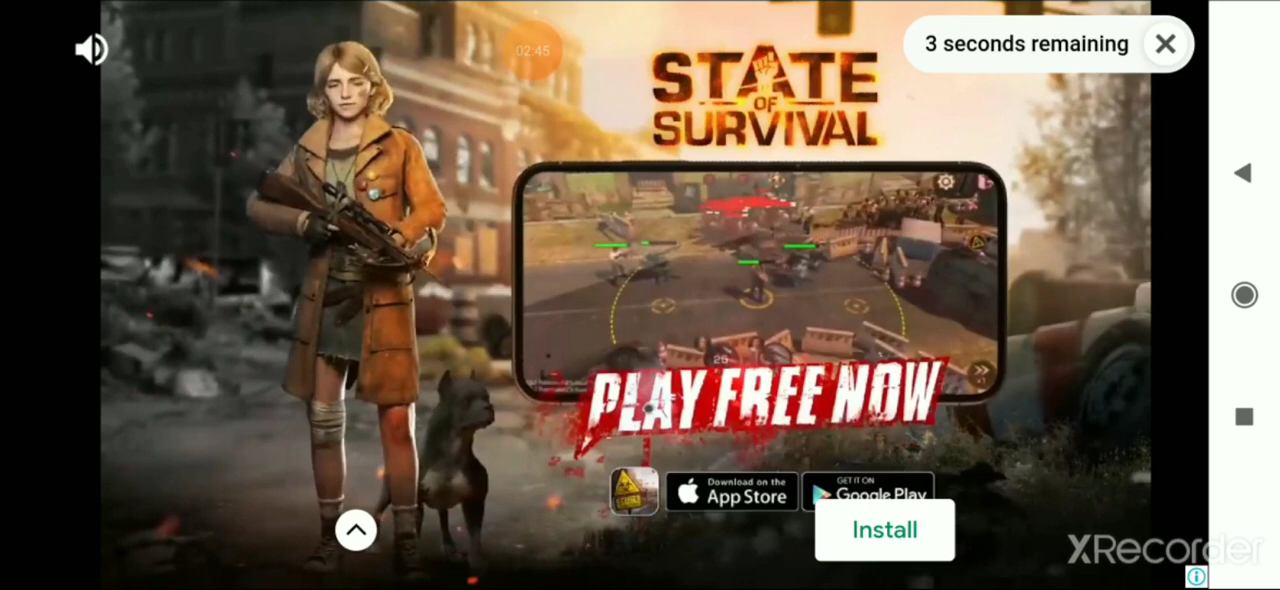 02:45
3 seconds remaining
STATE
OF
SURVIVAL
25
PLAY FREE NOW
Download on the
App Store
GET IT ON
Google Play
Install
XRecorder